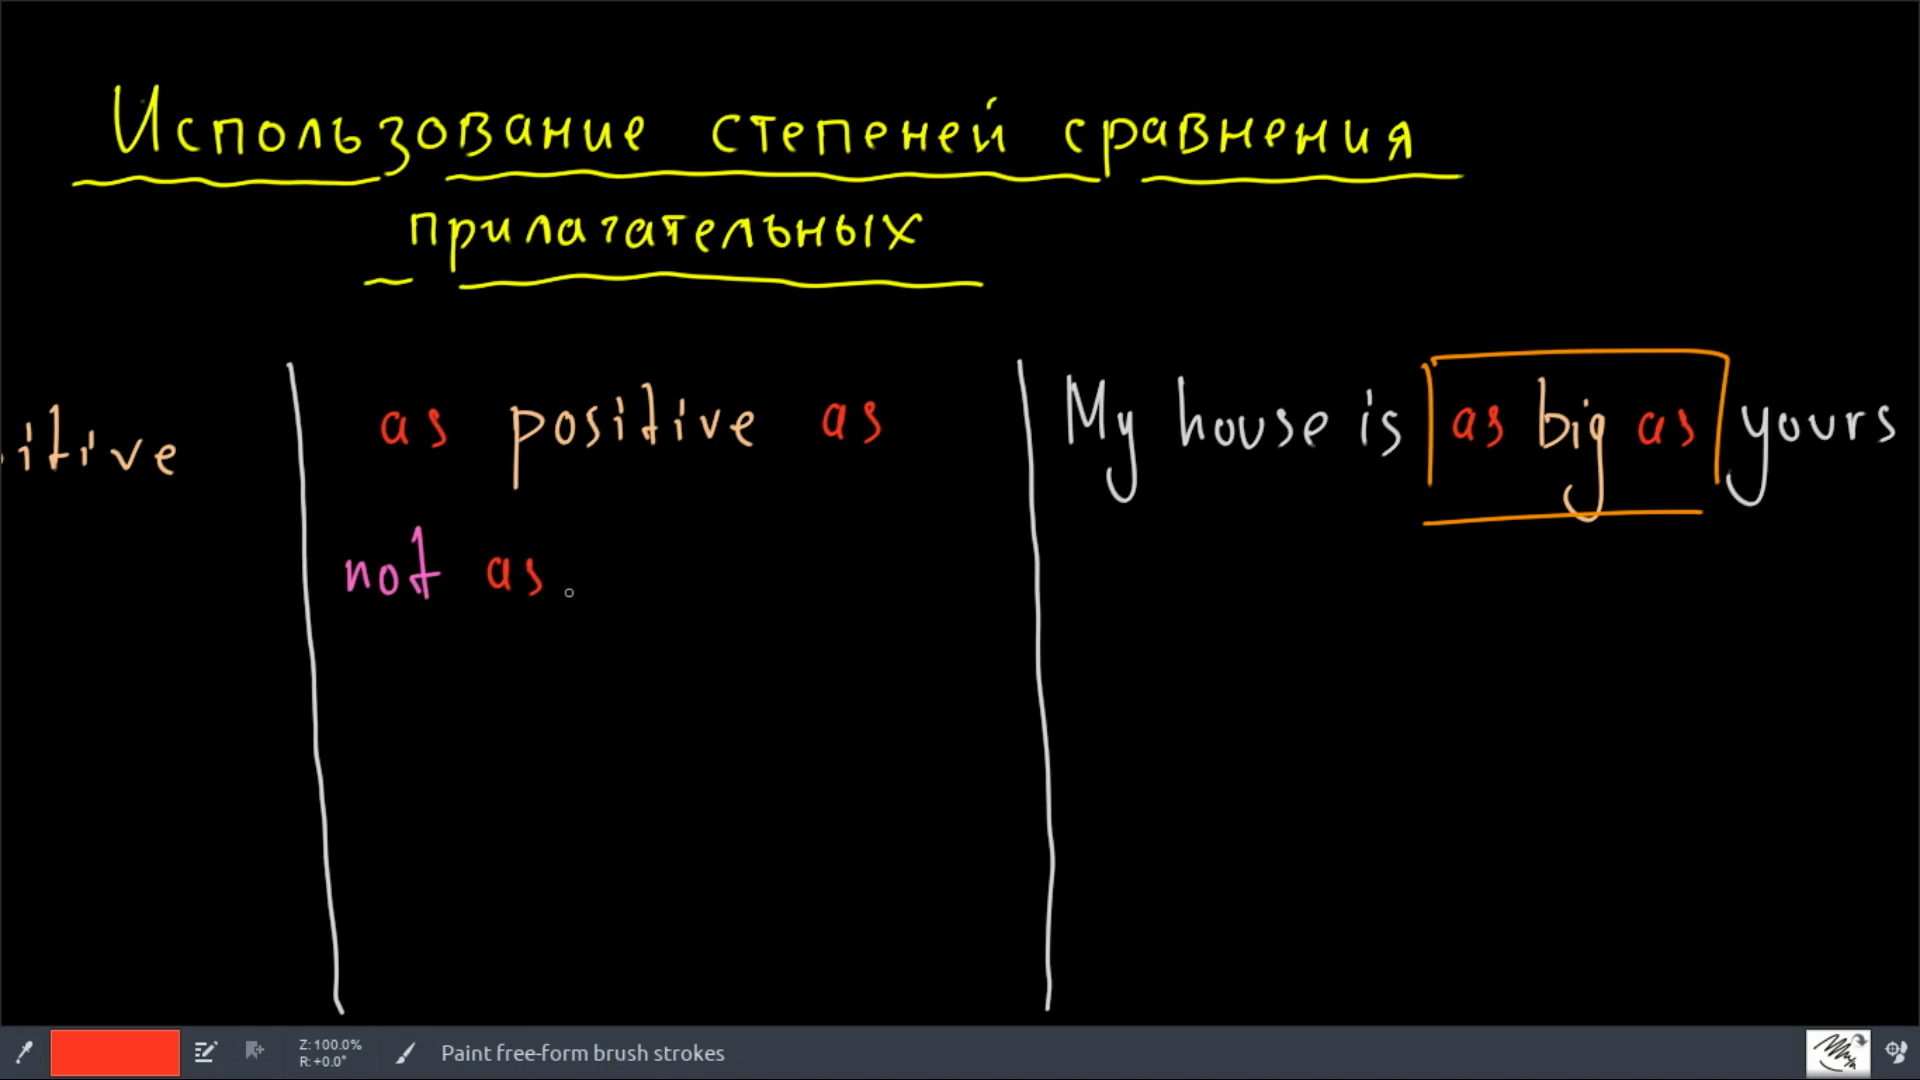 Использование степеней сравнения
прилагательных
itive
as positive as
not as
My house is as big as yours
Z: 100.0%
R: +0.0°
Paint free-form brush strokes